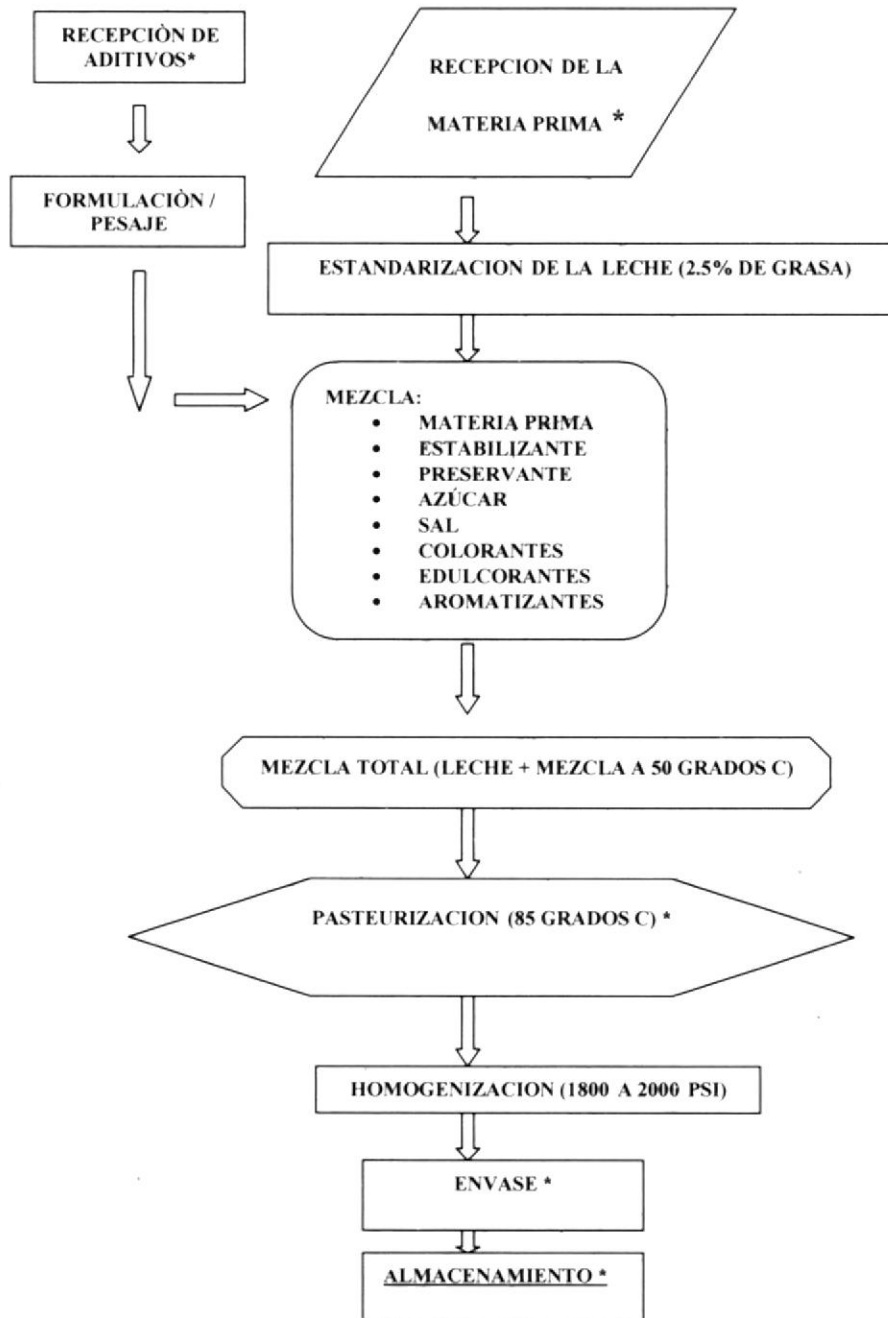 RECEPCIÒN DE
ADITIVOS*
RECEPCION DE LA
MATERIA PRIMA *
FORMULACIÒN /
PESAJE
ESTANDARIZACION DE LA LECHE (2.5% DE GRASA)
MEZCLA:
• MATERIA PRIMA
• ESTABILIZANTE
• PRESERVANTE
• AZÚCAR
• SAL
• COLORANTES
• EDULCORANTES
• AROMATIZANTES
MEZCLA TOTAL (LECHE + MEZCLA A 50 GRADOS C)
PASTEURIZACION (85 GRADOS C) *
HOMOGENIZACION (1800 A 2000 PSI)
ENVASE *
ALMACENAMIENTO *